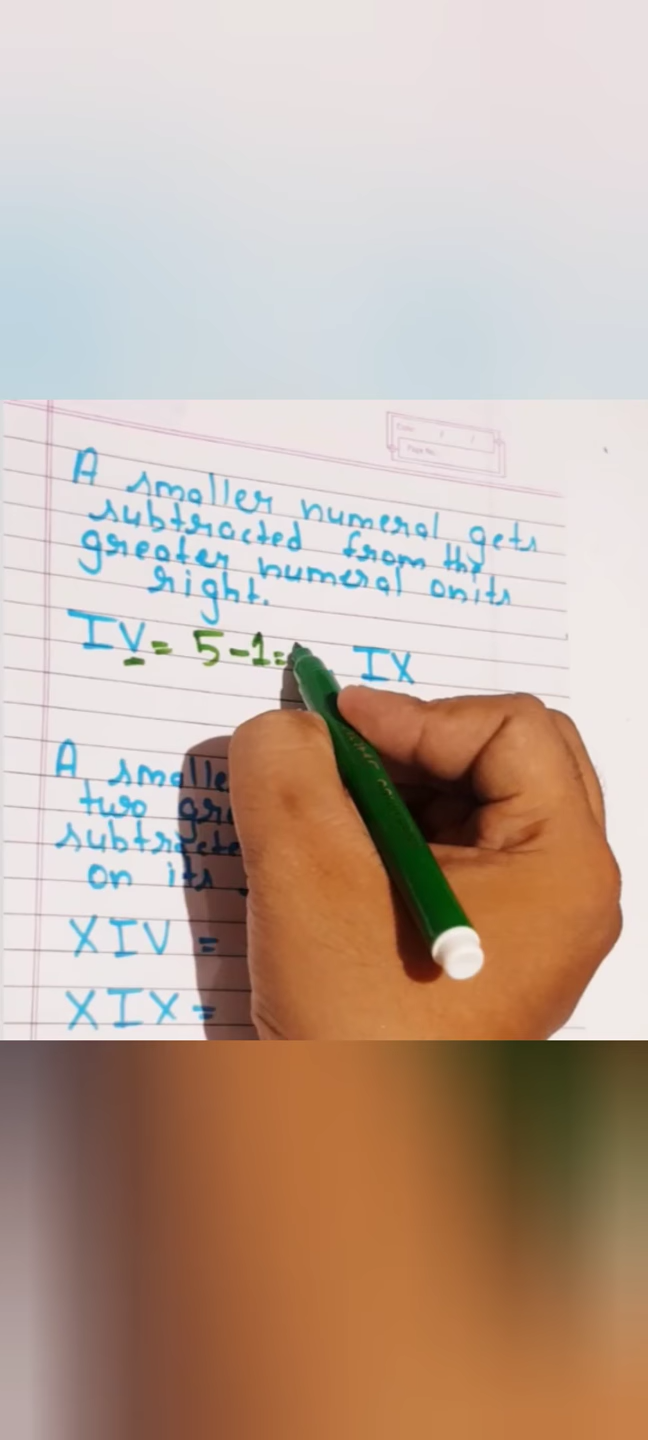 A smaller numeral gets
subtracted from the
greater numeral on its
right.
IV = 5-1= IX
A smalle
two gr
subtracte
on its
XIV =
XIX =